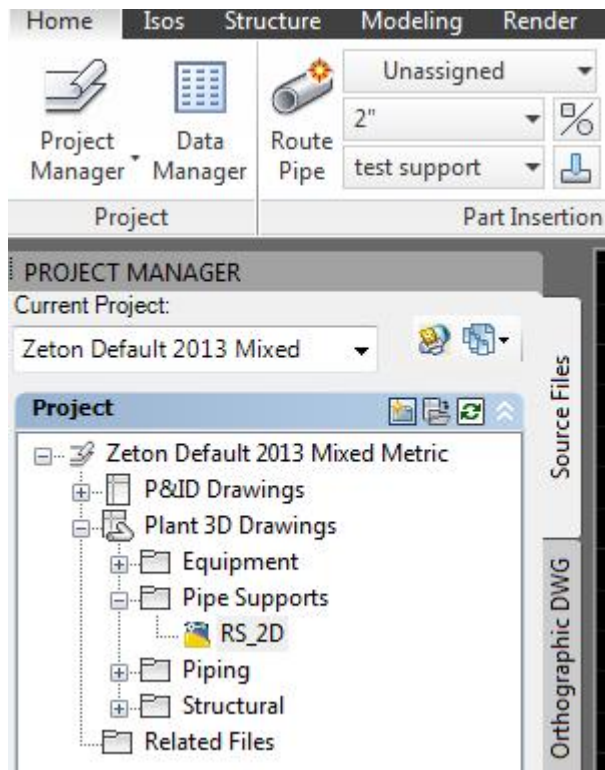 Home Isos Structure Modeling Render
Project Manager
Data Manager
Route Pipe
Unassigned
2"
test support
Project
Part Insertion
PROJECT MANAGER
Current Project:
Zeton Default 2013 Mixed
Project
Zeton Default 2013 Mixed Metric
P&ID Drawings
Plant 3D Drawings
Equipment
Pipe Supports
RS_2D
Piping
Structural
Related Files
Source Files
Orthographic DWG